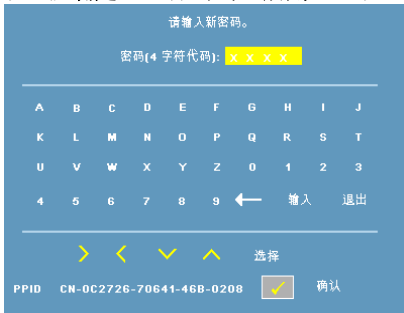 请输入新密码。
密码(4 字符代码): X X X X
A B C D E F G H I J
K L M N O P Q R S T
U V W X Y Z 0 1 2 3
4 5 6 7 8 9 ← 输入 退出
> < ∨ ∧ 选择
PPID CN-0C2726-70641-46B-0208 ✓ 确认